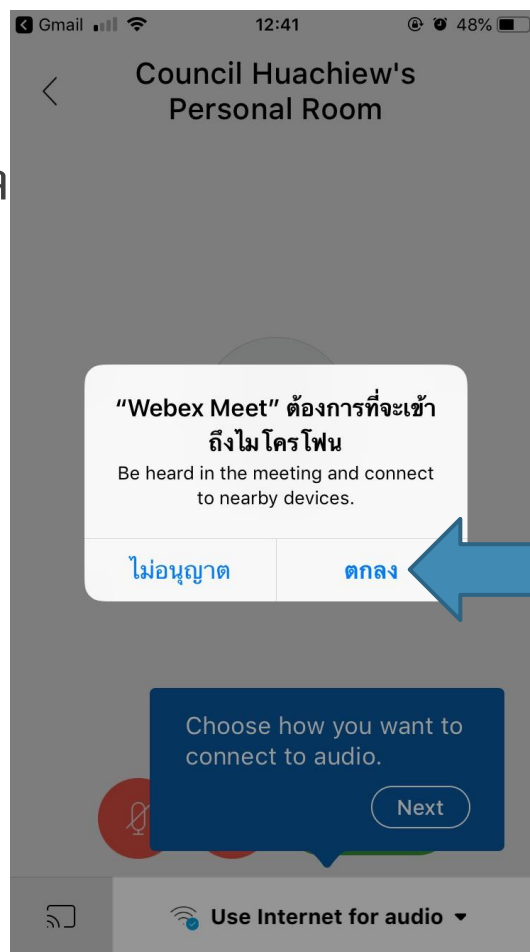 Gmail 12:41 48%
Council Huachiew's
Personal Room
“Webex Meet” ต้องการที่จะเข้า
ถึงไมโครโฟน
Be heard in the meeting and connect
to nearby devices.
ไม่อนุญาต ตกลง
Choose how you want to
connect to audio.
Next
Use Internet for audio